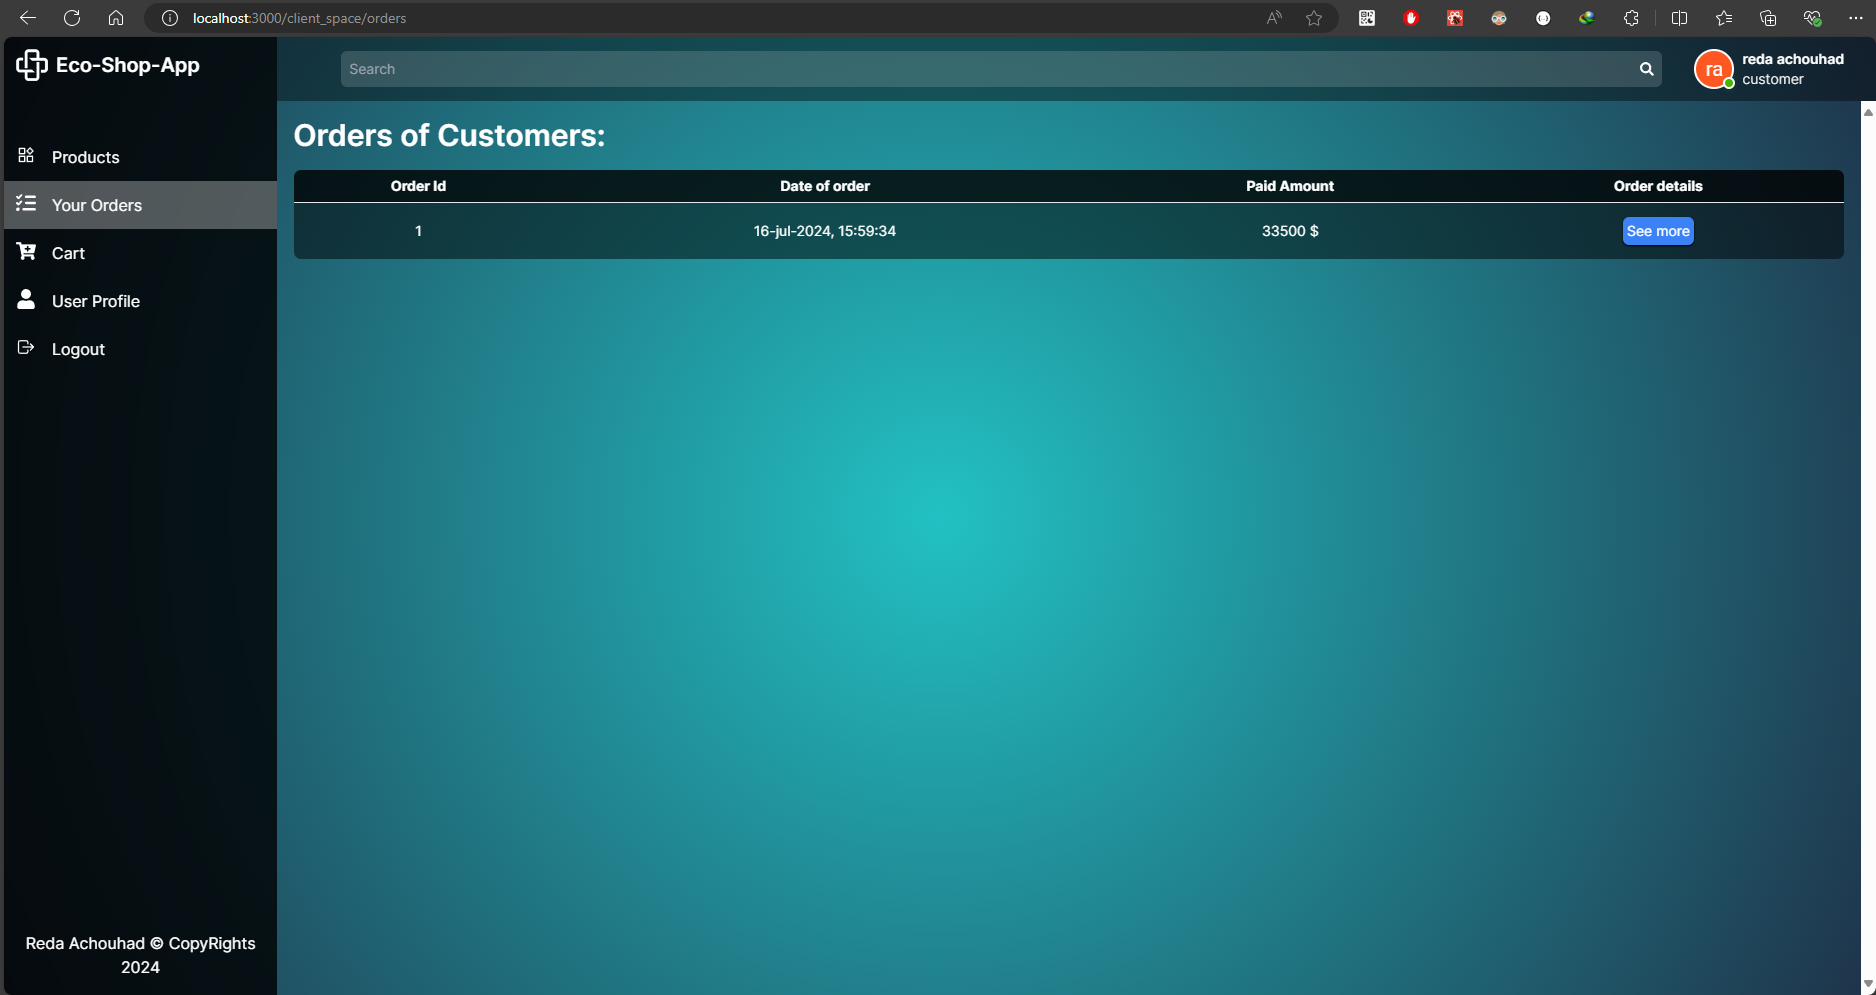 localhost:3000/client_space/orders
Eco-Shop-App
Search
ra
reda achouhad
customer
Products
Your Orders
Cart
User Profile
Logout
Orders of Customers:
Order Id Date of order Paid Amount Order details
1 16-jul-2024, 15:59:34 33500 $ See more
Reda Achouhad © CopyRights
2024